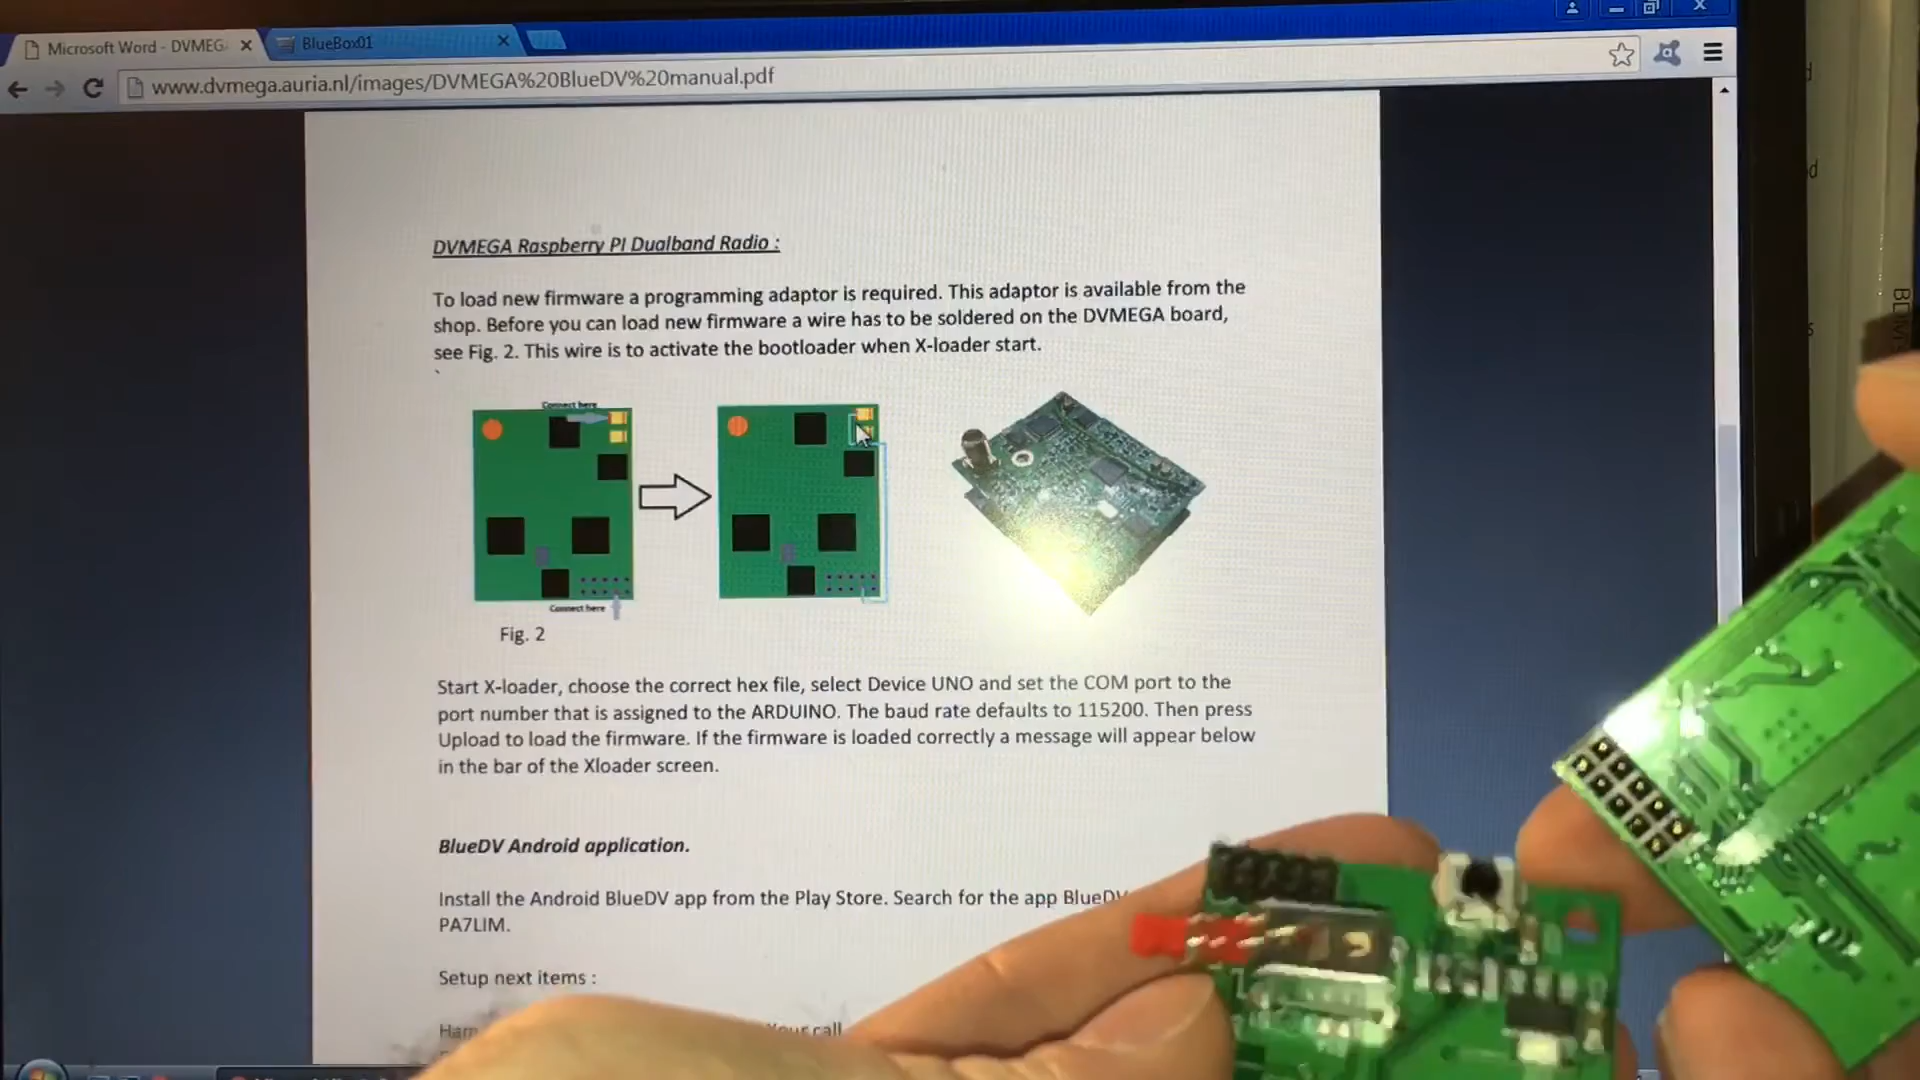 Microsoft Word - DVMEG
BlueBox01
www.dvmega.auria.nl/images/DVMEGA%20BlueDV%20manual.pdf
DVMEGA Raspberry PI Dualband Radio :
To load new firmware a programming adaptor is required. This adaptor is available from the
shop. Before you can load new firmware a wire has to be soldered on the DVMEGA board,
see Fig. 2. This wire is to activate the bootloader when X-loader start.
`
Connect here
Connect here
Fig. 2
Start X-loader, choose the correct hex file, select Device UNO and set the COM port to the
port number that is assigned to the ARDUINO. The baud rate defaults to 115200. Then press
Upload to load the firmware. If the firmware is loaded correctly a message will appear below
in the bar of the Xloader screen.
BlueDV Android application.
Install the Android BlueDV app from the Play Store. Search for the app BlueDV
PA7LIM.
Setup next items :
call